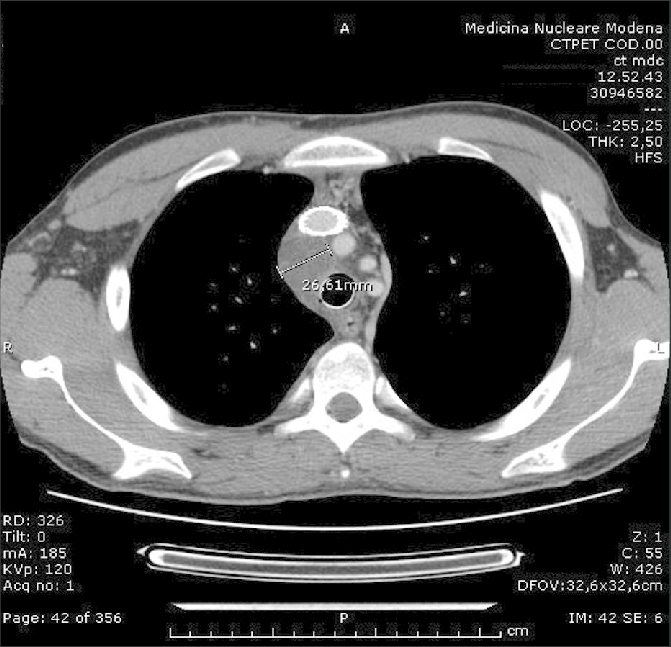 A
Medicina Nucleare Modena
CTPET COD.00
ct mdc
12.52.43
30946582
---
LOC: -255,25
THK: 2,50
HFS
26.61mm
R
L
RD: 326
Tilt: 0
mA: 185
KVp: 120
Acq no: 1
Z: 1
C: 55
W: 426
DFOV:32,6x32,6cm
Page: 42 of 356
P
IM: 42 SE: 6
cm